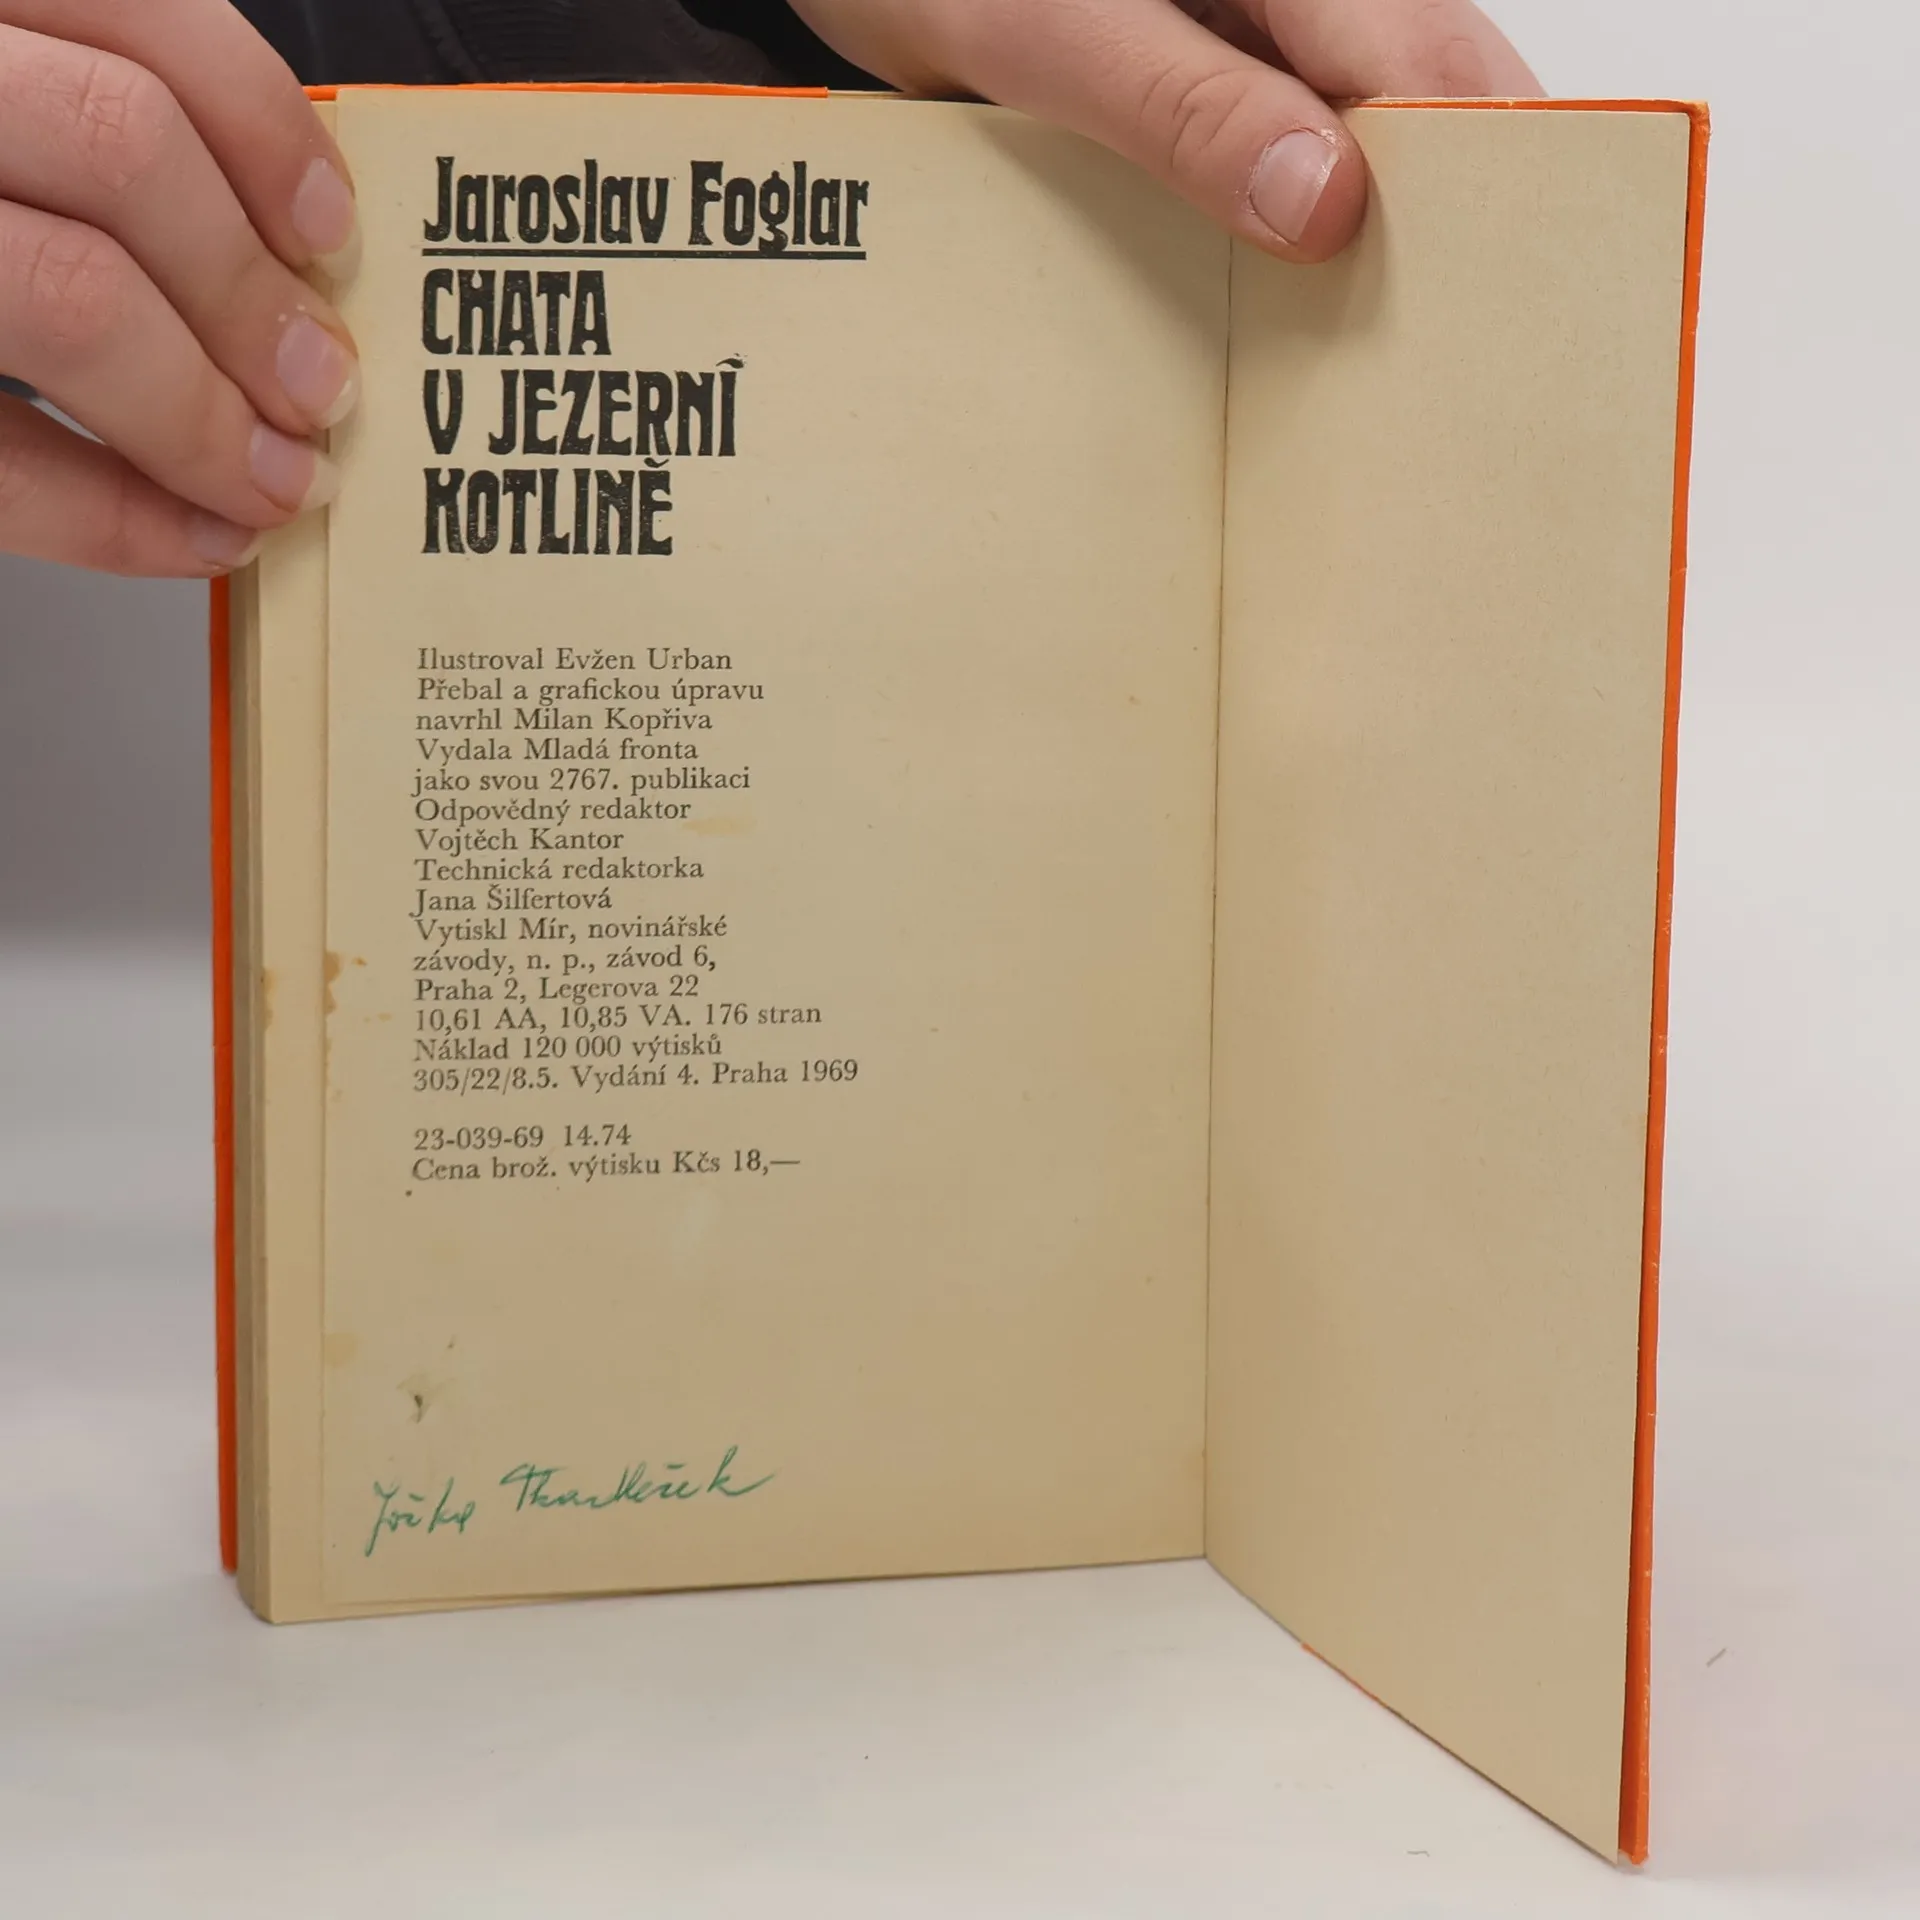 Jaroslav Foglar
CHATA
V JEZERNÍ
KOTLINĚ
Ilustroval Evžen Urban
Přebal a grafickou úpravu
navrhl Milan Kopřiva
Vydala Mladá fronta
jako svou 2767. publikaci
Odpovědný redaktor
Vojtěch Kantor
Technická redaktorka
Jana Šilfertová
Vytiskl Mír, novinářské
závody, n. p., závod 6,
Praha 2, Legerova 22
10,61 AA, 10,85 VA. 176 stran
Náklad 120 000 výtisků
305/22/8.5. Vydání 4. Praha 1969
23-039-69 14.74
Cena brož. výtisku Kčs 18,—